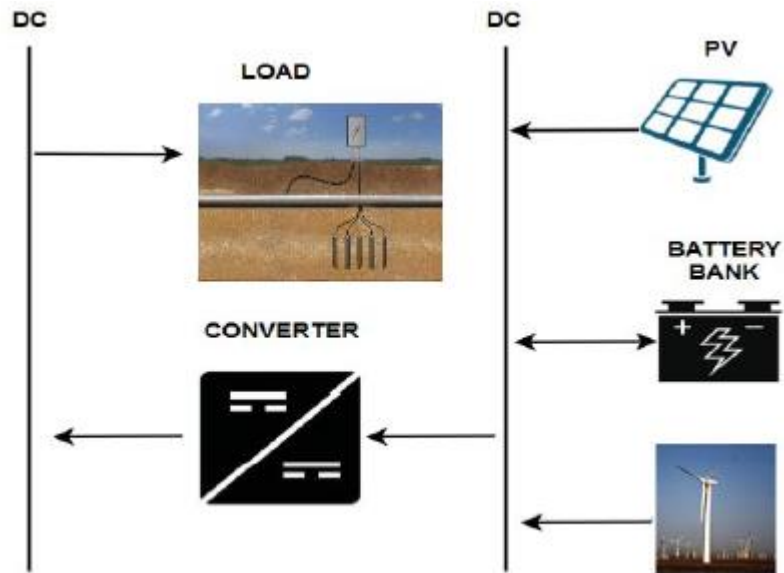 DC
DC
PV
LOAD
BATTERY
BANK
+ −
CONVERTER